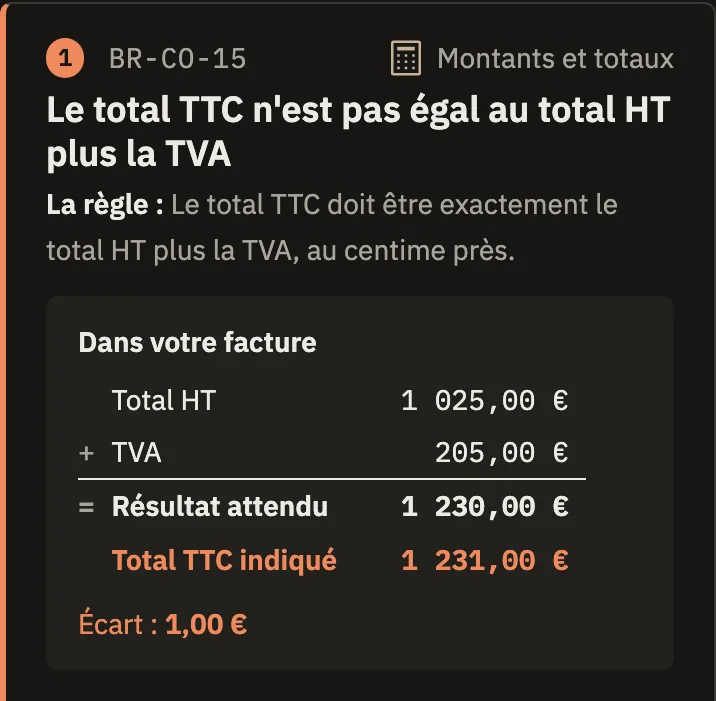 1 BR-CO-15 Montants et totaux
Le total TTC n'est pas égal au total HT
plus la TVA
La règle : Le total TTC doit être exactement le
total HT plus la TVA, au centime près.
Dans votre facture
Total HT 1 025,00 €
+ TVA 205,00 €
= Résultat attendu 1 230,00 €
Total TTC indiqué 1 231,00 €
Écart : 1,00 €